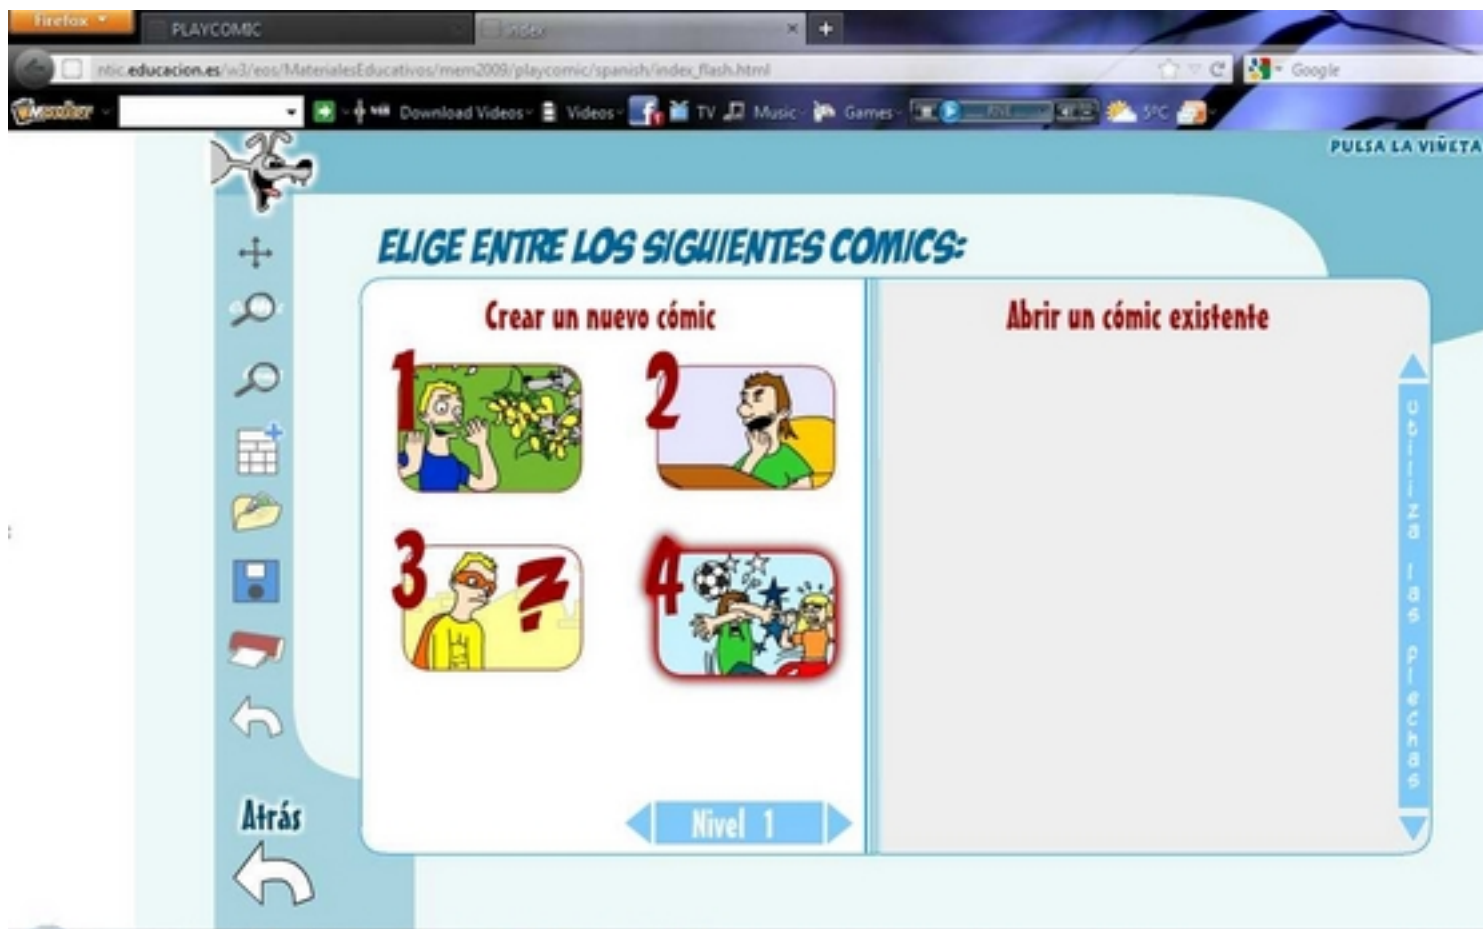 Firefox
PLAYCOMIC
index
ntic.educacion.es/w3/eos/MaterialesEducativos/mem2009/playcomic/spanish/index_flash.html
Google
Download Videos
Videos
TV
Music
Games
5ºC
PULSA LA VIÑETA
ELIGE ENTRE LOS SIGUIENTES COMICS:
Crear un nuevo cómic
Abrir un cómic existente
1
2
3
?
4
Utiliza las flechas
Nivel 1
Atrás